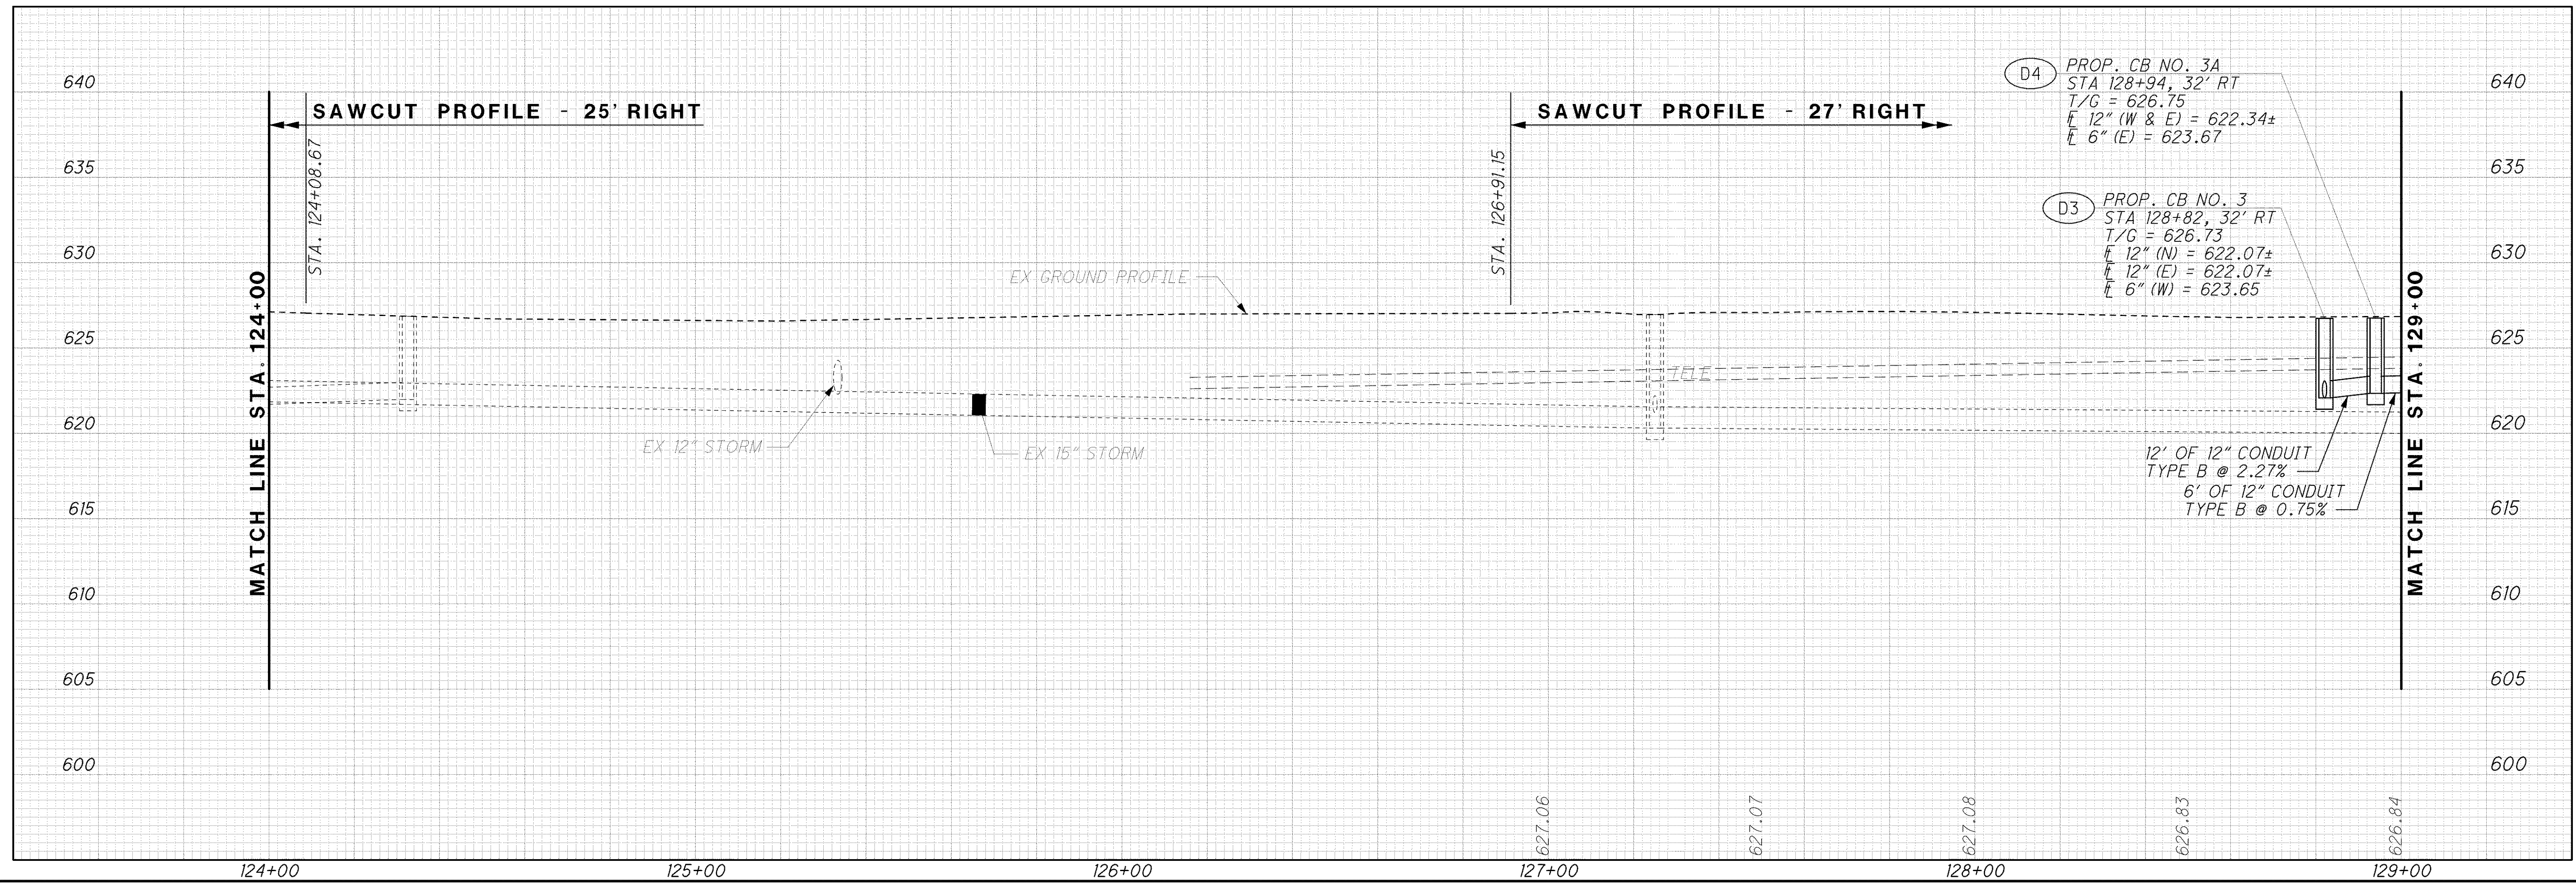 640
635
630
625
620
615
610
605
600
MATCH LINE STA. 124+00
SAWCUT PROFILE - 25' RIGHT
STA. 124+08.67
EX GROUND PROFILE
EX 12" STORM
EX 15" STORM
SAWCUT PROFILE - 27' RIGHT
STA. 126+91.15
TELE
D4
PROP. CB NO. 3A
STA 128+94, 32' RT
T/G = 626.75
12" (W & E) = 622.34±
6" (E) = 623.67
D3
PROP. CB NO. 3
STA 128+82, 32' RT
T/G = 626.73
12" (N) = 622.07±
12" (E) = 622.07±
6" (W) = 623.65
12' OF 12" CONDUIT
TYPE B @ 2.27%
6' OF 12" CONDUIT
TYPE B @ 0.75%
MATCH LINE STA. 129+00
640
635
630
625
620
615
610
605
600
627.06
627.07
627.08
626.83
626.84
124+00
125+00
126+00
127+00
128+00
129+00